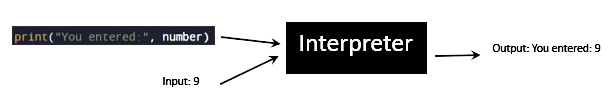 print("You entered:", number)
Interpreter
Output: You entered: 9
Input: 9